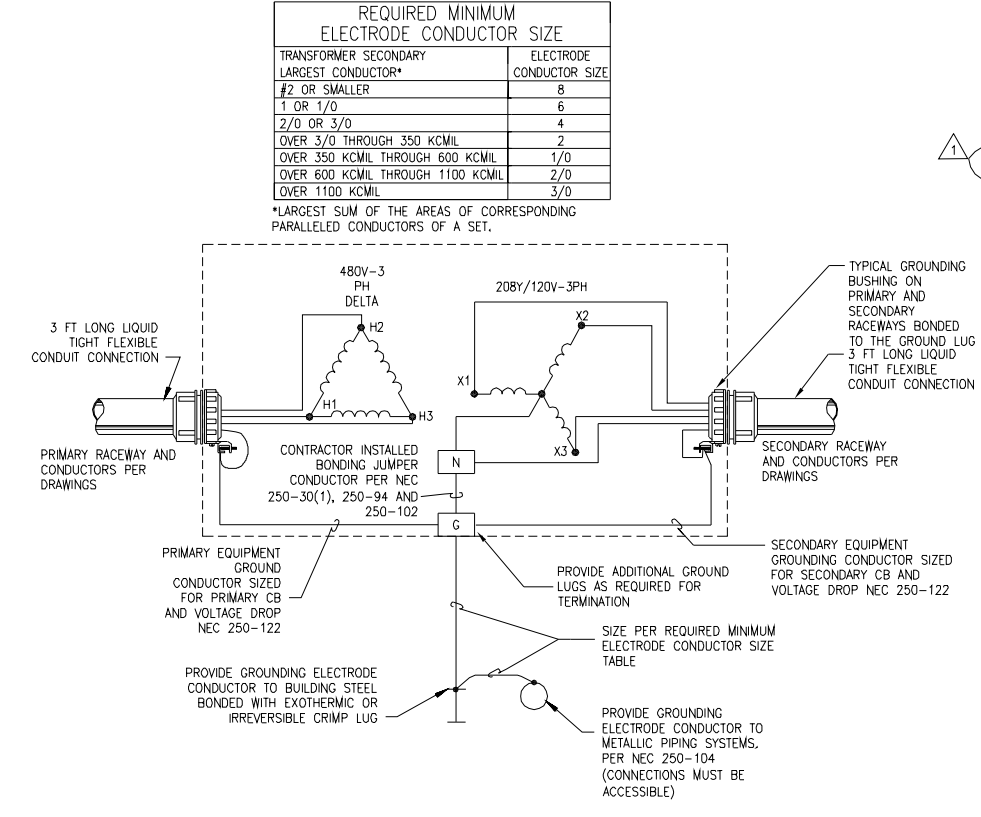 REQUIRED MINIMUM
ELECTRODE CONDUCTOR SIZE
TRANSFORMER SECONDARY
LARGEST CONDUCTOR*
ELECTRODE
CONDUCTOR SIZE
#2 OR SMALLER 8
1 OR 1/0 6
2/0 OR 3/0 4
OVER 3/0 THROUGH 350 KCMIL 2
OVER 350 KCMIL THROUGH 600 KCMIL 1/0
OVER 600 KCMIL THROUGH 1100 KCMIL 2/0
OVER 1100 KCMIL 3/0
*LARGEST SUM OF THE AREAS OF CORRESPONDING
PARALLELED CONDUCTORS OF A SET.
1
480V-3
PH
DELTA
208Y/120V-3PH
H2
H1
H3
X2
X1
X3
N
G
3 FT LONG LIQUID
TIGHT FLEXIBLE
CONDUIT CONNECTION
TYPICAL GROUNDING
BUSHING ON
PRIMARY AND
SECONDARY
RACEWAYS BONDED
TO THE GROUND LUG
3 FT LONG LIQUID
TIGHT FLEXIBLE
CONDUIT CONNECTION
PRIMARY RACEWAY AND
CONDUCTORS PER
DRAWINGS
CONTRACTOR INSTALLED
BONDING JUMPER
CONDUCTOR PER NEC
250-30(1), 250-94 AND
250-102
SECONDARY RACEWAY
AND CONDUCTORS PER
DRAWINGS
PRIMARY EQUIPMENT
GROUND
CONDUCTOR SIZED
FOR PRIMARY CB
AND VOLTAGE DROP
NEC 250-122
SECONDARY EQUIPMENT
GROUNDING CONDUCTOR SIZED
FOR SECONDARY CB AND
VOLTAGE DROP NEC 250-122
PROVIDE ADDITIONAL GROUND
LUGS AS REQUIRED FOR
TERMINATION
SIZE PER REQUIRED MINIMUM
ELECTRODE CONDUCTOR SIZE
TABLE
PROVIDE GROUNDING ELECTRODE
CONDUCTOR TO BUILDING STEEL
BONDED WITH EXOTHERMIC OR
IRREVERSIBLE CRIMP LUG
PROVIDE GROUNDING
ELECTRODE CONDUCTOR TO
METALLIC PIPING SYSTEMS,
PER NEC 250-104
(CONNECTIONS MUST BE
ACCESSIBLE)